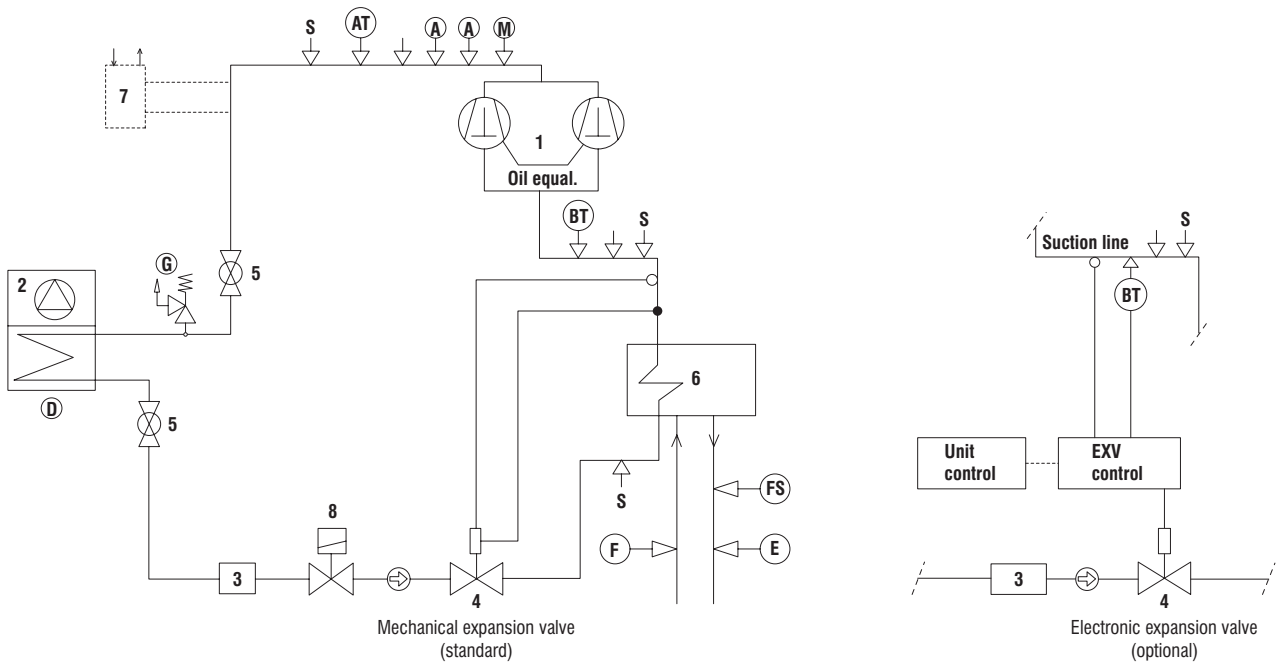 S AT A A M
7
1
Oil equal.
BT S
G
5
2
D
5
6
S
FS
F E
8
3
4
Mechanical expansion valve
(standard)
S
Suction line
BT
Unit
control
EXV
control
3
4
Electronic expansion valve
(optional)